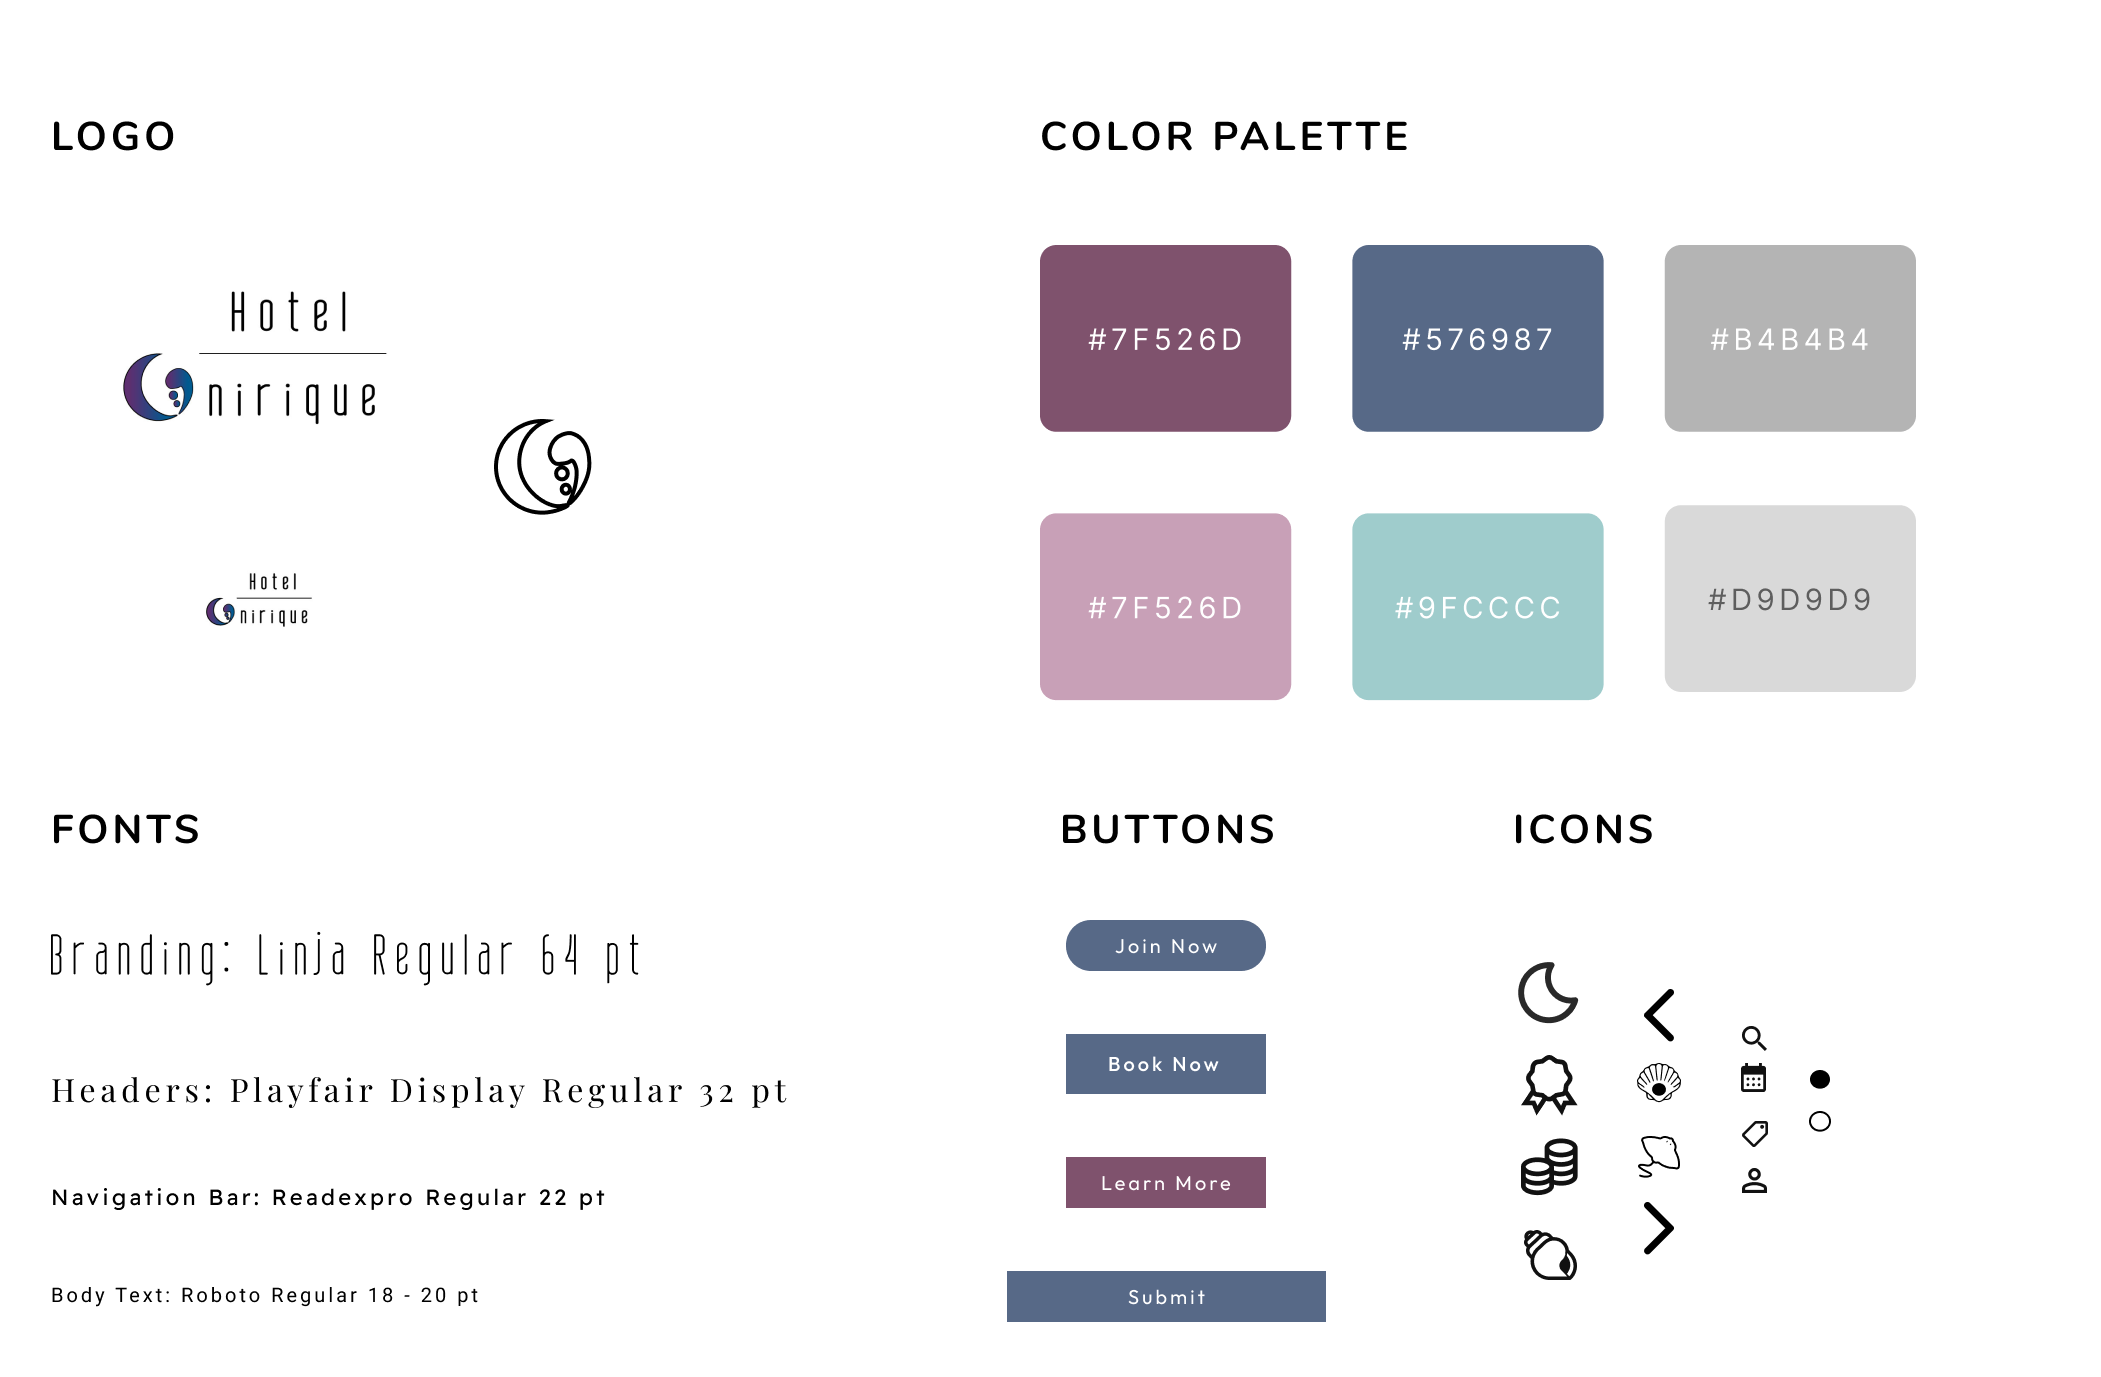 LOGO
Hotel
nirique
Hotel
nirique
COLOR PALETTE
#7F526D
#576987
#B4B4B4
#7F526D
#9FCCCC
#D9D9D9
FONTS
Branding: Linja Regular 64 pt
Headers: Playfair Display Regular 32 pt
Navigation Bar: Readexpro Regular 22 pt
Body Text: Roboto Regular 18 - 20 pt
BUTTONS
Join Now
Book Now
Learn More
Submit
ICONS